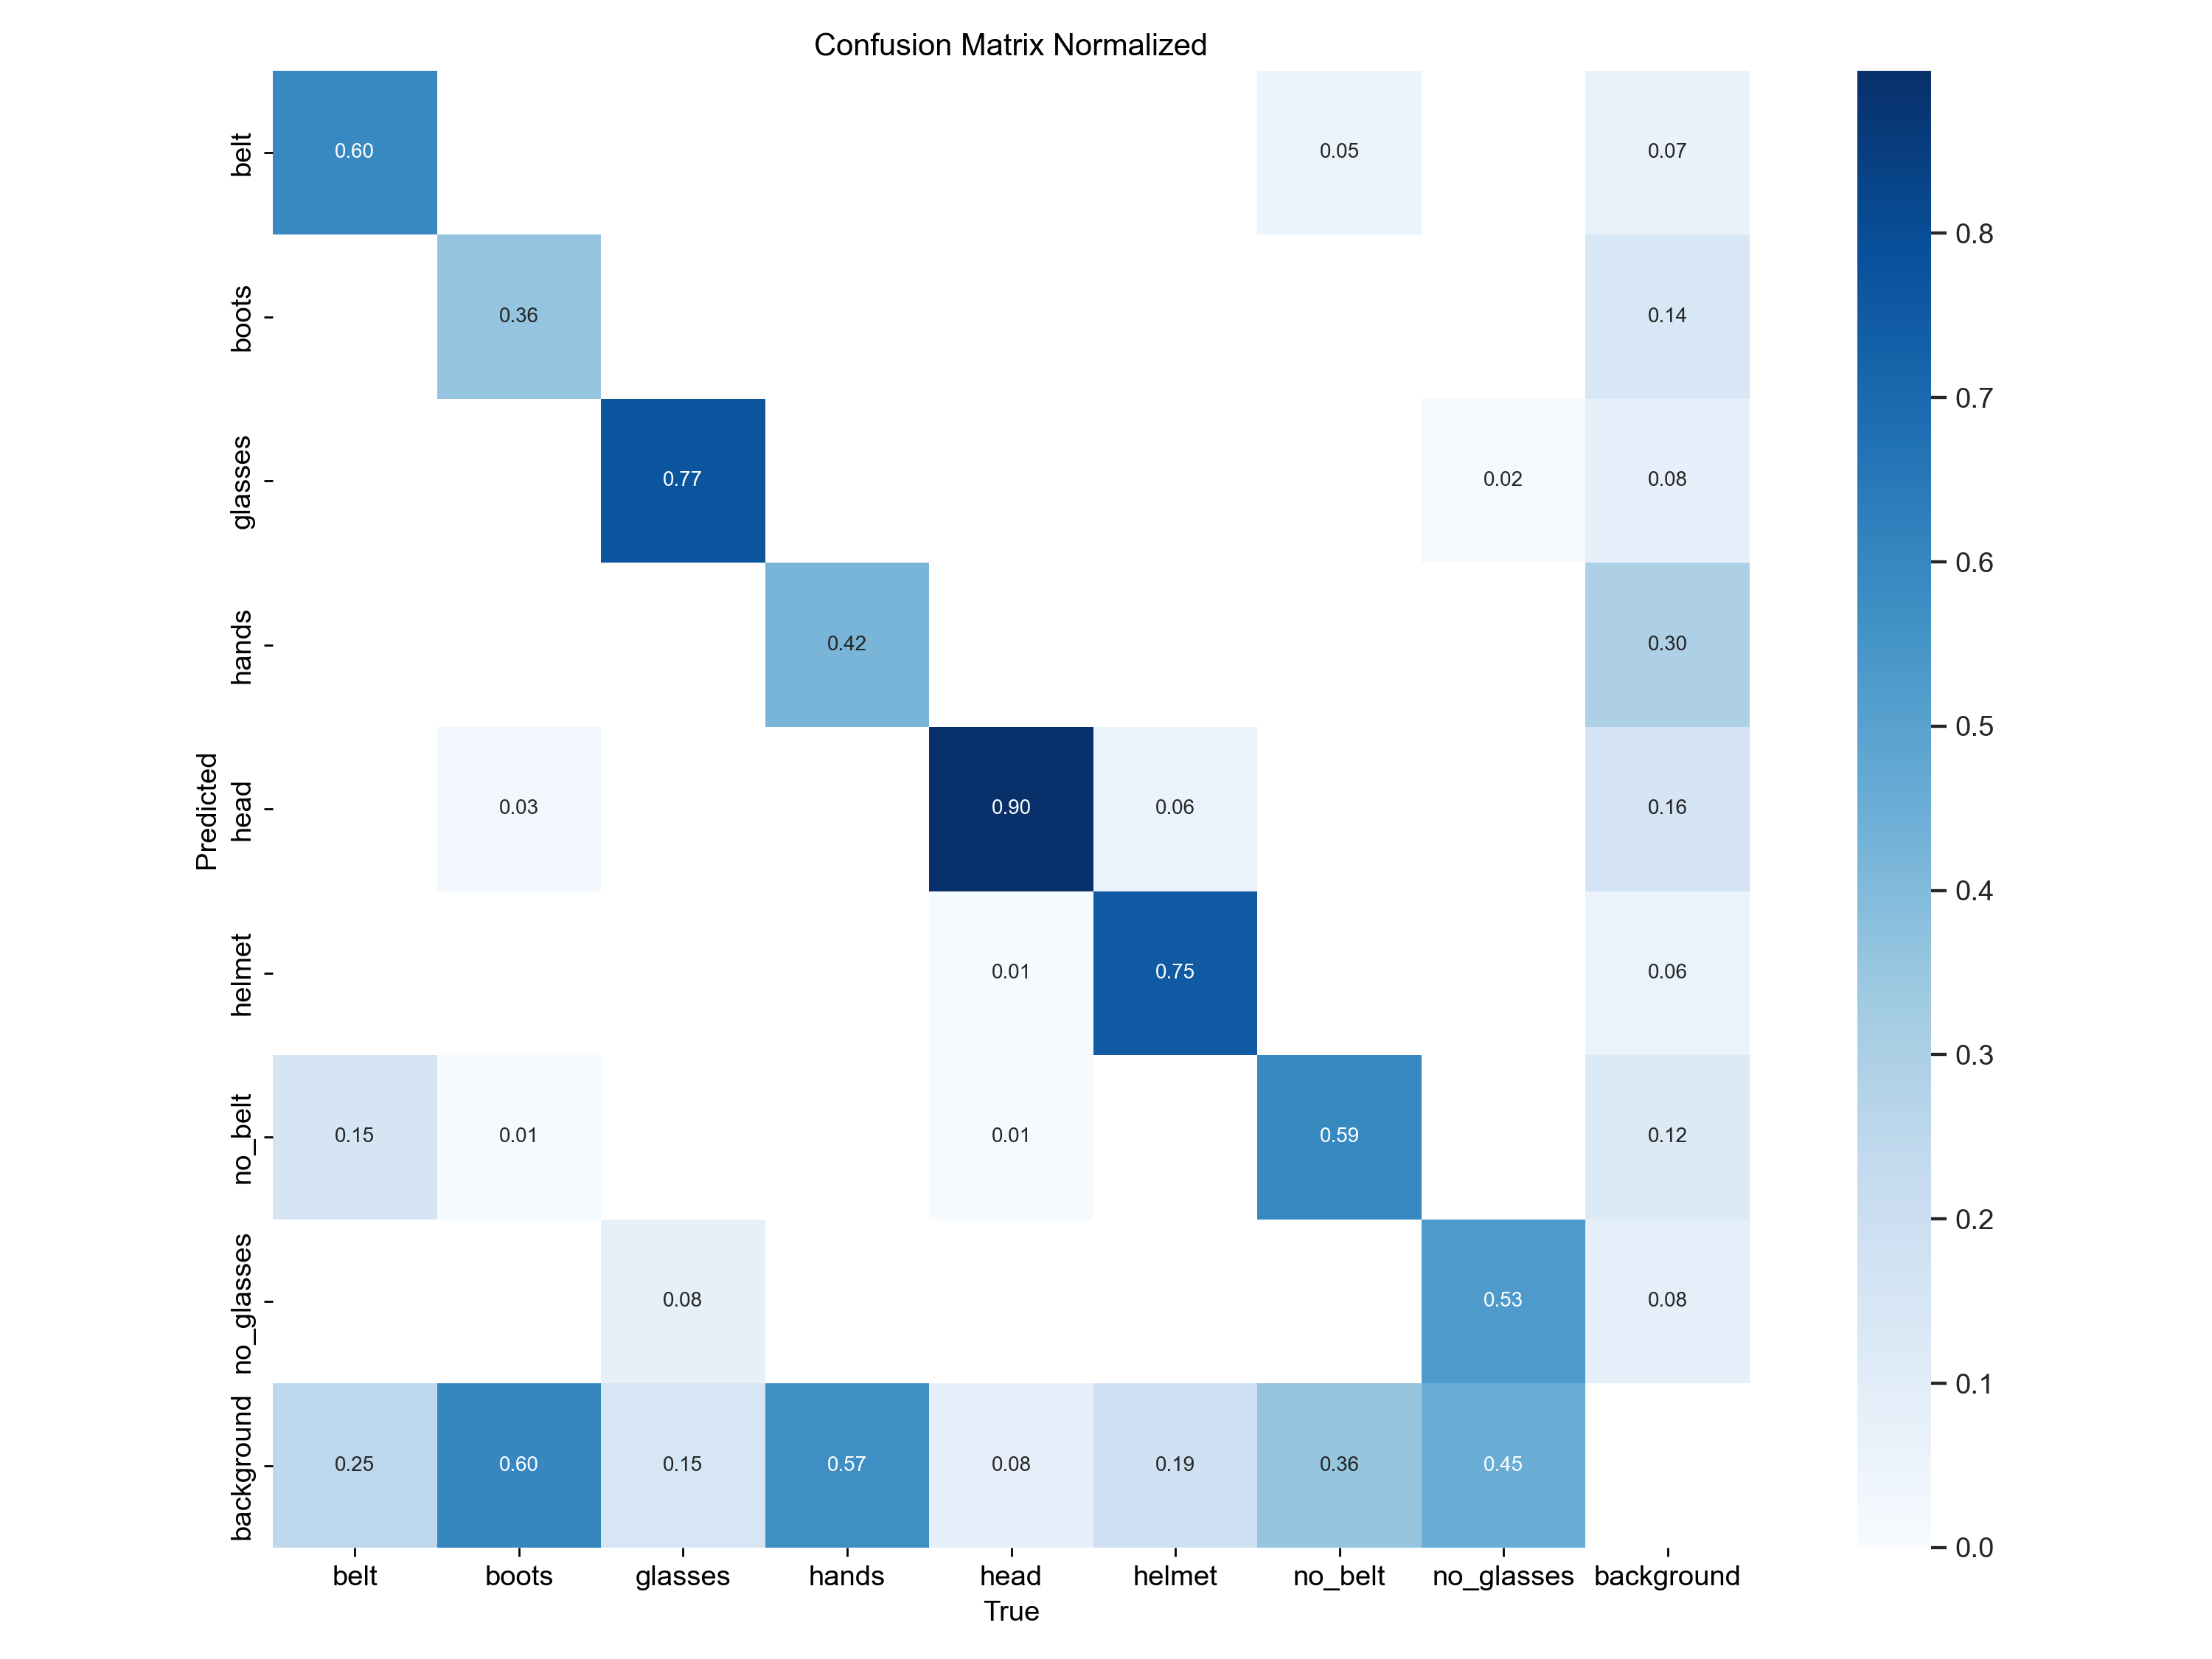 Confusion Matrix Normalized
belt 0.60 0.05 0.07
boots 0.36 0.14
glasses 0.77 0.02 0.08
hands 0.42 0.30
head 0.03 0.90 0.06 0.16
helmet 0.01 0.75 0.06
no_belt 0.15 0.01 0.01 0.59 0.12
no_glasses 0.08 0.53 0.08
background 0.25 0.60 0.15 0.57 0.08 0.19 0.36 0.45
belt boots glasses hands head helmet no_belt no_glasses background
True
Predicted
0.8
0.7
0.6
0.5
0.4
0.3
0.2
0.1
0.0